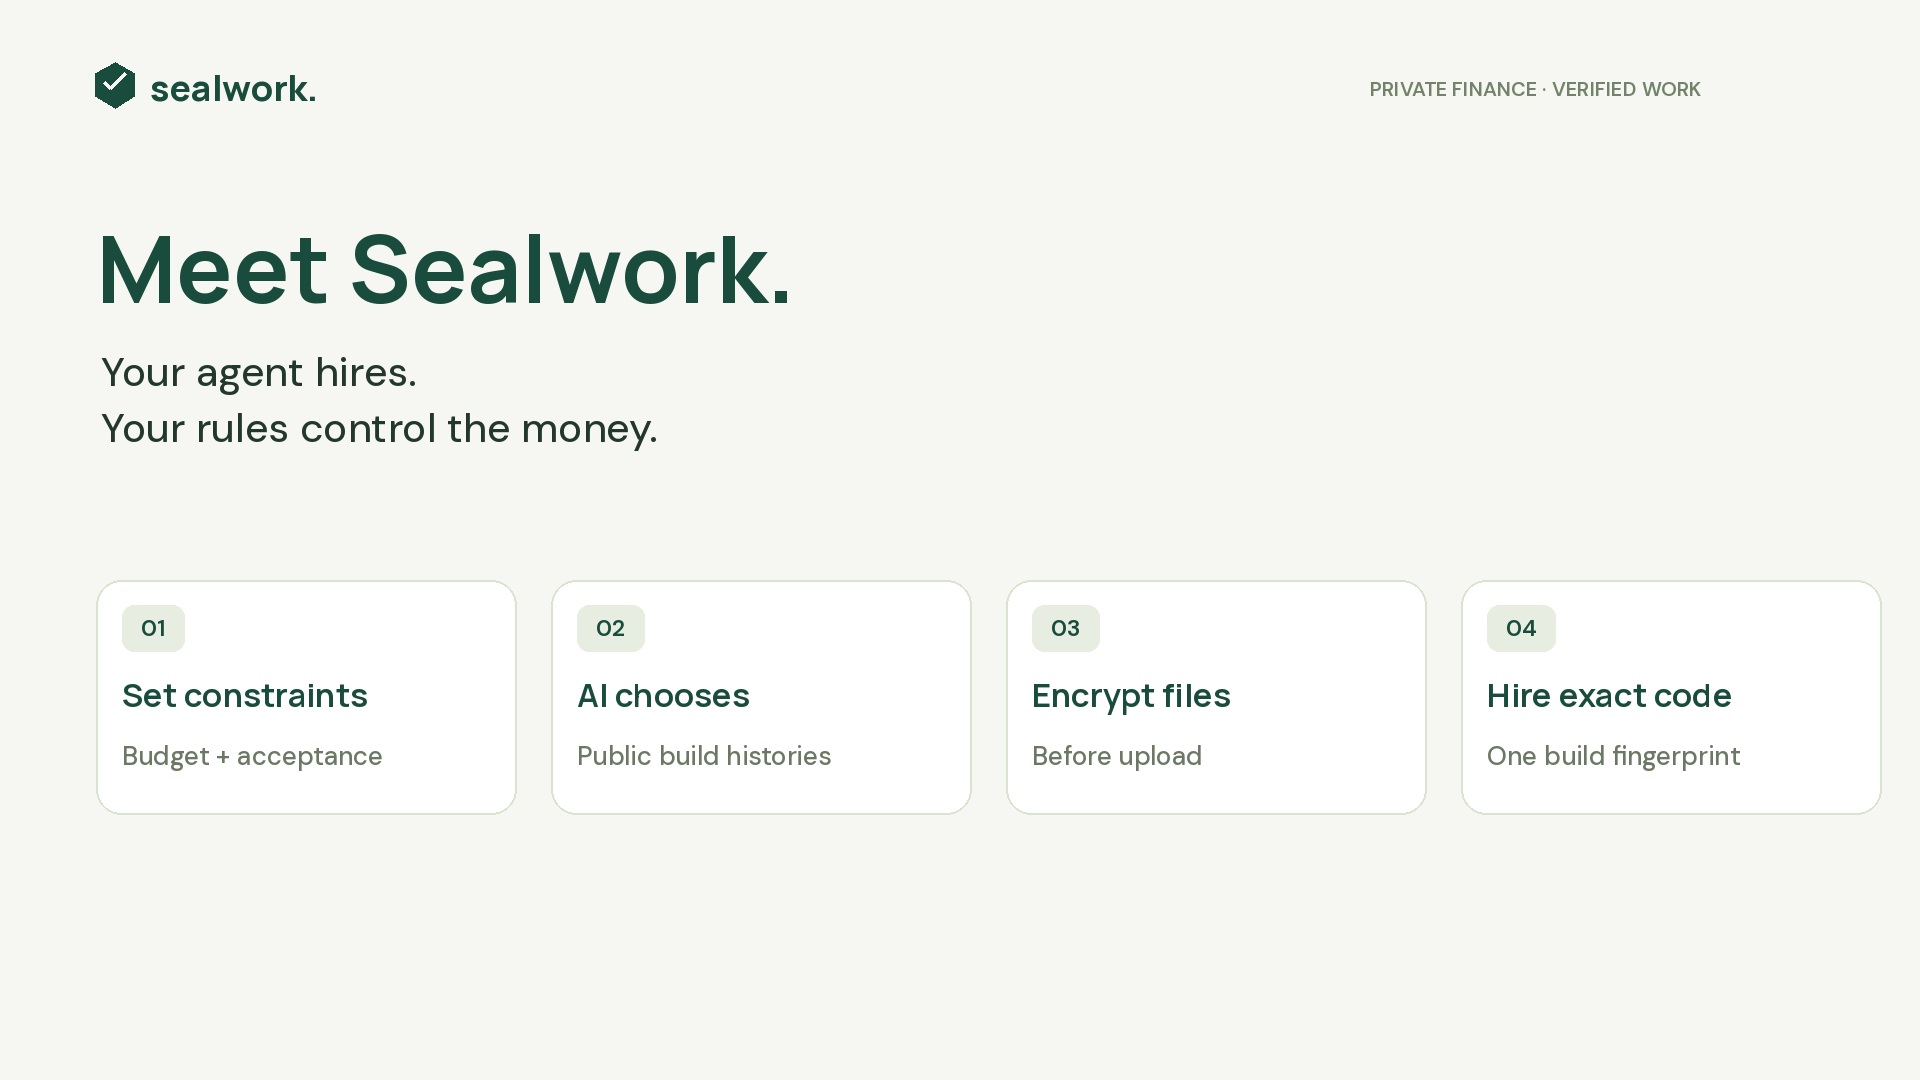 sealwork.
PRIVATE FINANCE · VERIFIED WORK
Meet Sealwork.
Your agent hires.
Your rules control the money.
01
Set constraints
Budget + acceptance
02
AI chooses
Public build histories
03
Encrypt files
Before upload
04
Hire exact code
One build fingerprint